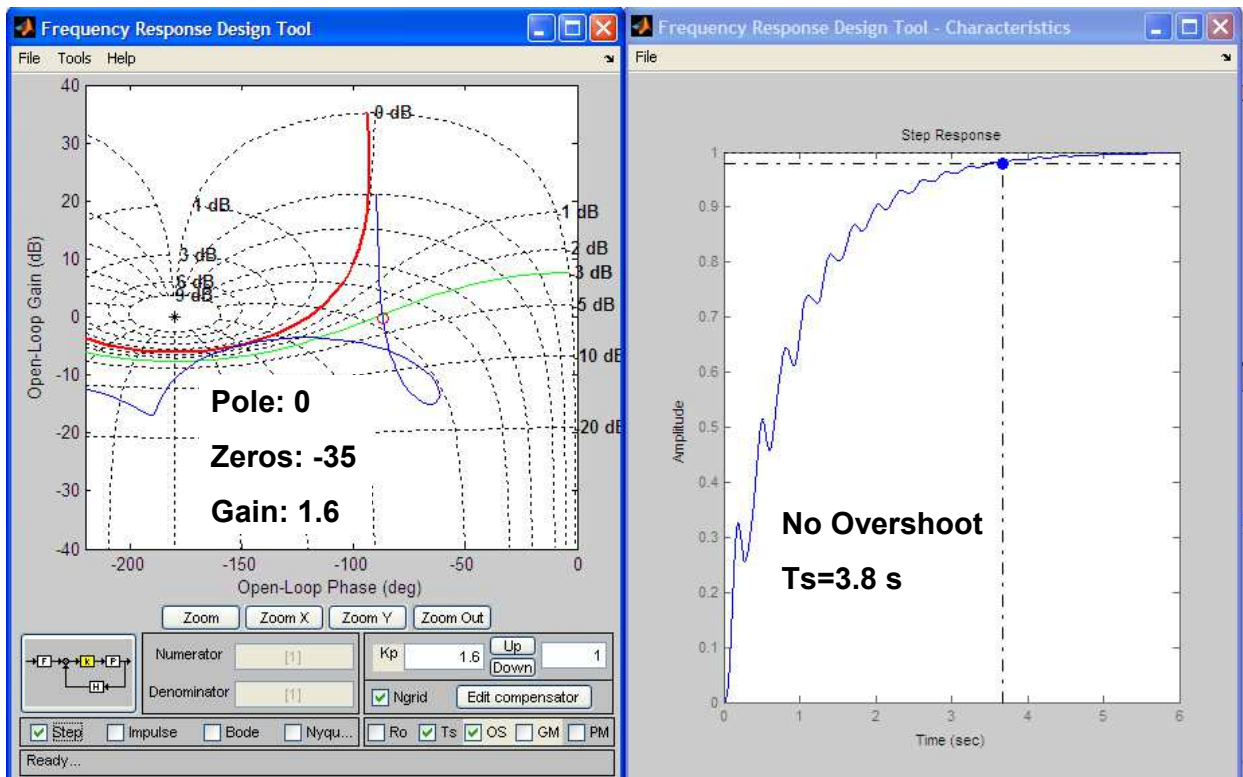 Frequency Response Design Tool
File Tools Help
40
30
20
10
0
-10
-20
-30
-40
Open-Loop Gain (dB)
0 dB
1 dB
3 dB
6 dB
9 dB
-1 dB
-2 dB
-3 dB
-5 dB
-10 dB
-20 dB
Pole: 0
Zeros: -35
Gain: 1.6
-200 -150 -100 -50 0
Open-Loop Phase (deg)
Zoom Zoom X Zoom Y Zoom Out
F K P
H
Numerator [1]
Denominator [1]
Kp 1.6 Up Down 1
Ngrid Edit compensator
Step Impulse Bode Nyqu... Ro Ts OS GM PM
Ready...
Frequency Response Design Tool - Characteristics
File
Step Response
1
0.9
0.8
0.7
0.6
0.5
0.4
0.3
0.2
0.1
0
Amplitude
No Overshoot
Ts=3.8 s
0 1 2 3 4 5 6
Time (sec)